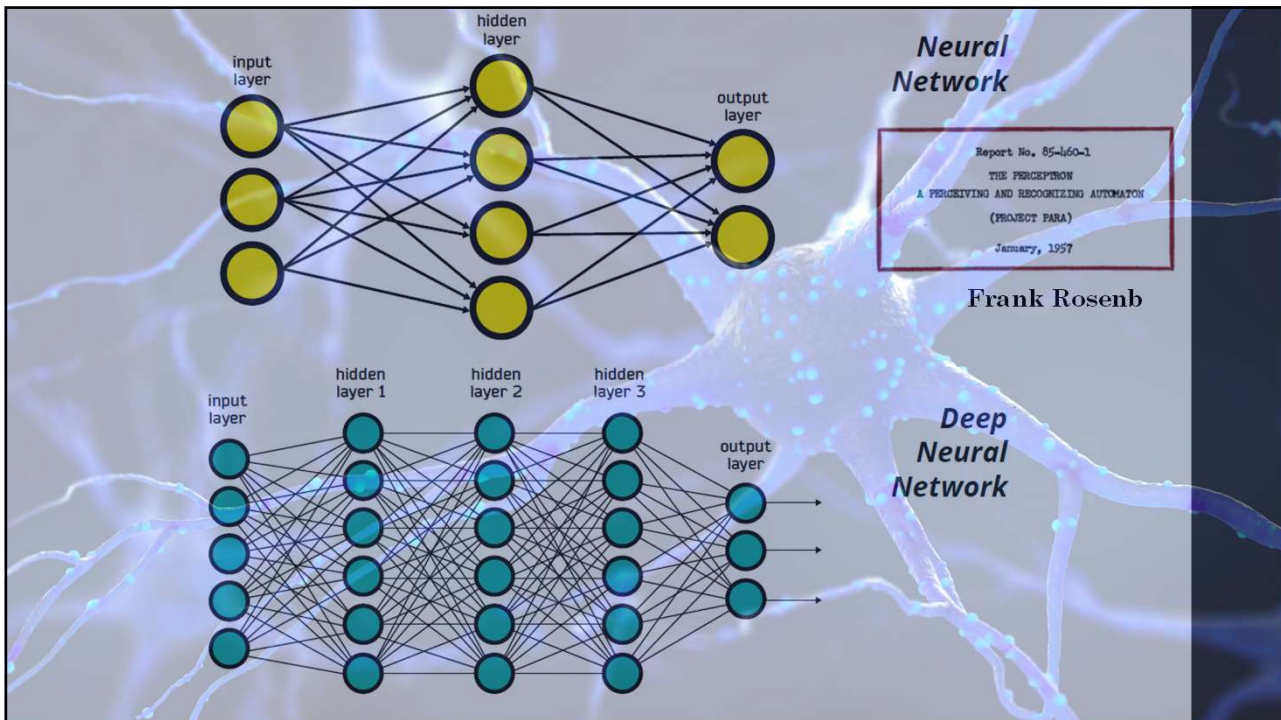 input
layer
hidden
layer
output
layer
Neural
Network
Report No. 85-460-1
THE PERCEPTRON
A PERCEIVING AND RECOGNIZING AUTOMATON
(PROJECT PARA)
January, 1957
Frank Rosenb
input
layer
hidden
layer 1
hidden
layer 2
hidden
layer 3
output
layer
Deep
Neural
Network